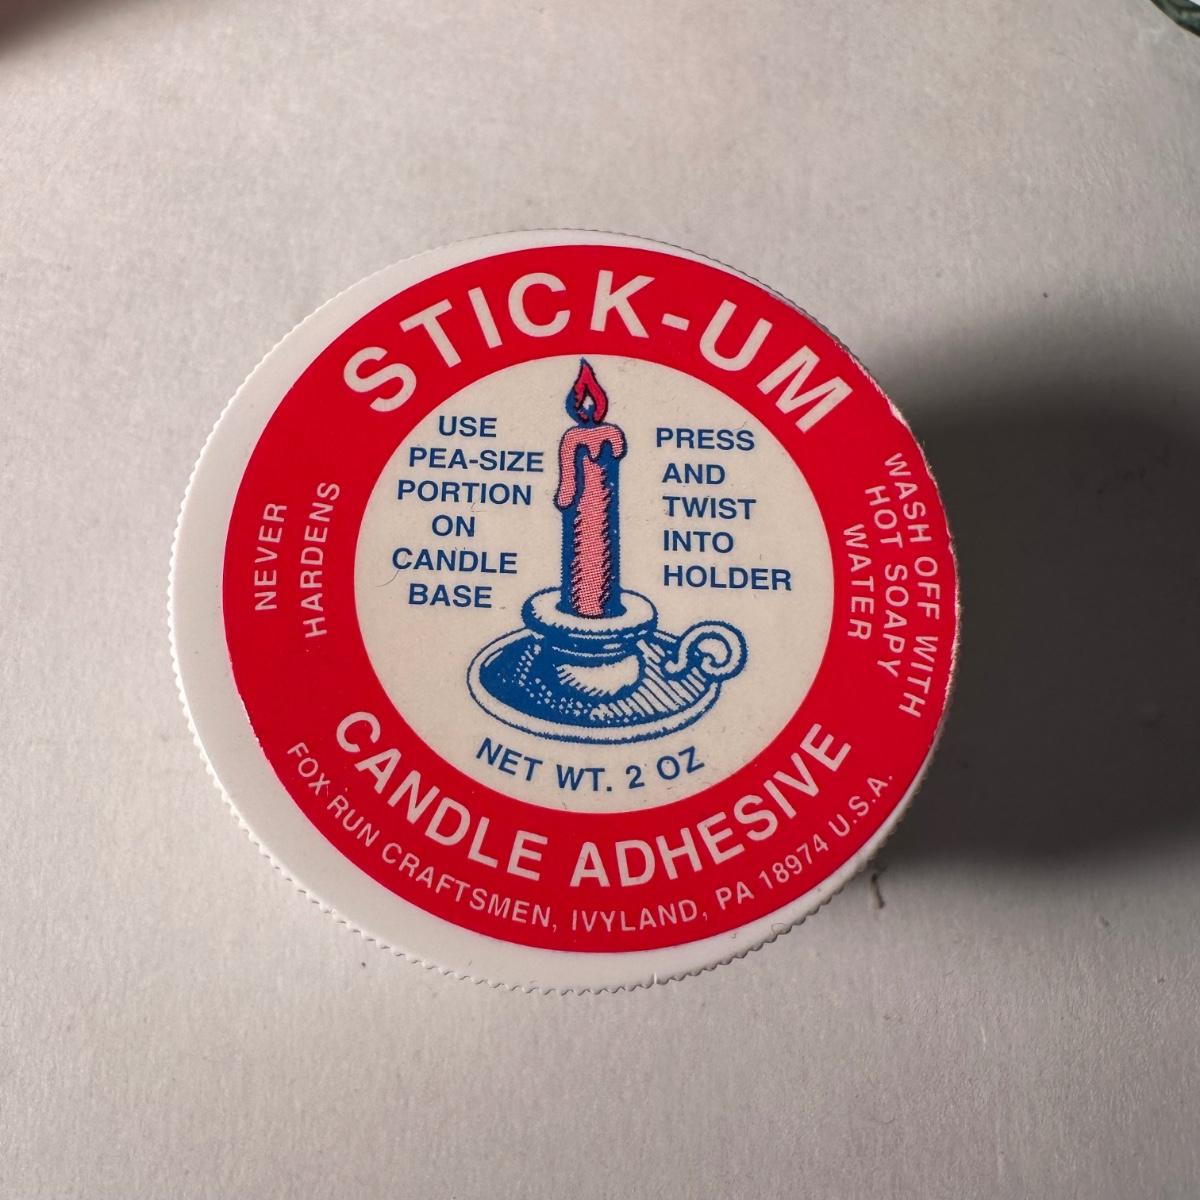 STICK-UM
USE
PEA-SIZE
PORTION
ON
CANDLE
BASE
PRESS
AND
TWIST
INTO
HOLDER
NEVER
HARDENS
WASH OFF WITH
HOT SOAPY
WATER
NET WT. 2 OZ
CANDLE ADHESIVE
FOX RUN CRAFTSMEN, IVYLAND, PA 18974 U.S.A.